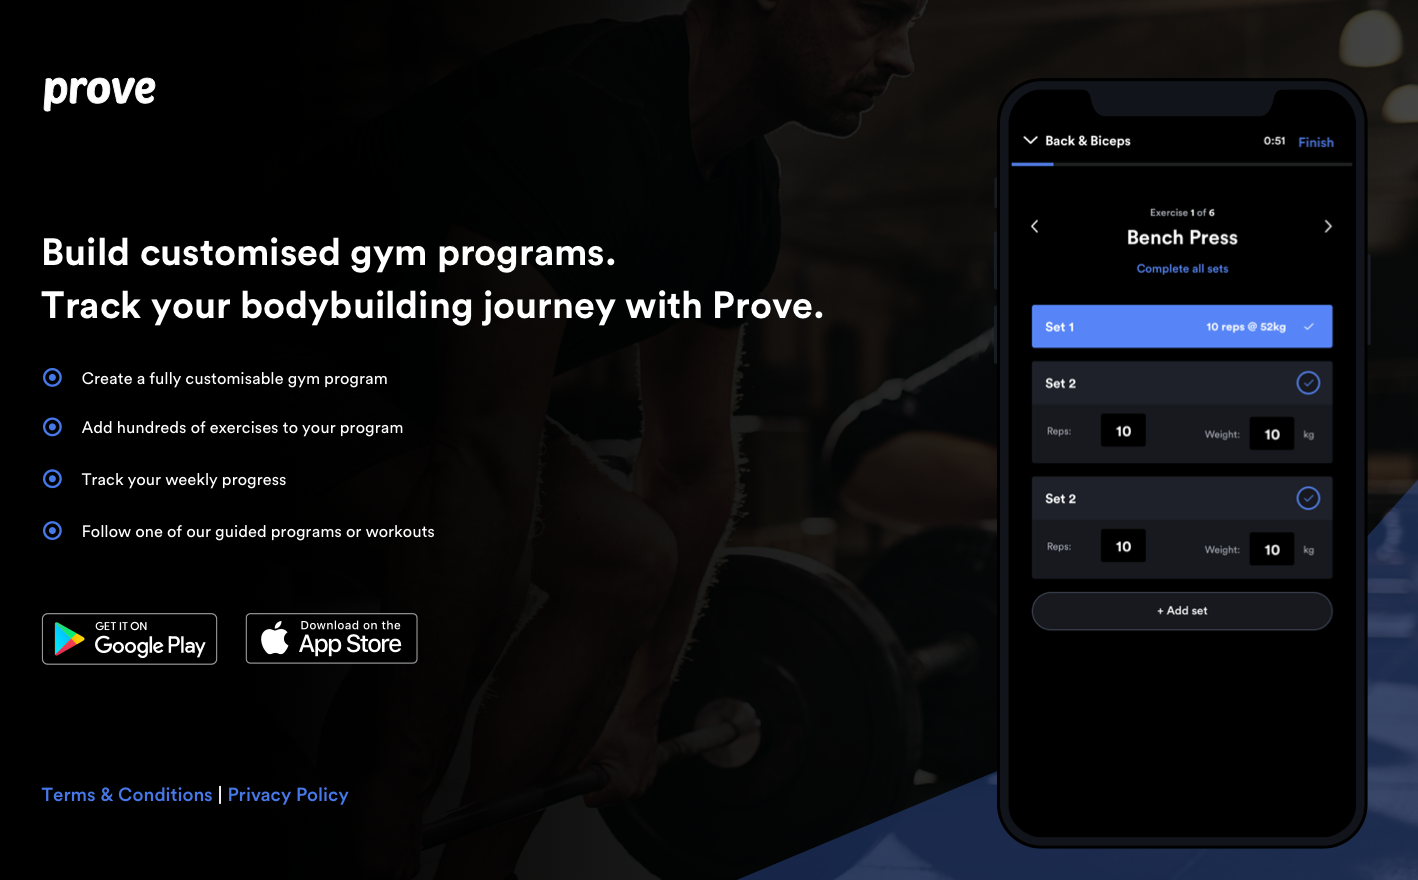 prove
Build customised gym programs.
Track your bodybuilding journey with Prove.
Create a fully customisable gym program
Add hundreds of exercises to your program
Track your weekly progress
Follow one of our guided programs or workouts
GET IT ON
Google Play
Download on the
App Store
Terms & Conditions | Privacy Policy
Back & Biceps 0:51 Finish
Exercise 1 of 6
Bench Press
Complete all sets
Set 1 10 reps @ 52kg
Set 2
Reps: 10 Weight: 10 kg
Set 2
Reps: 10 Weight: 10 kg
+ Add set